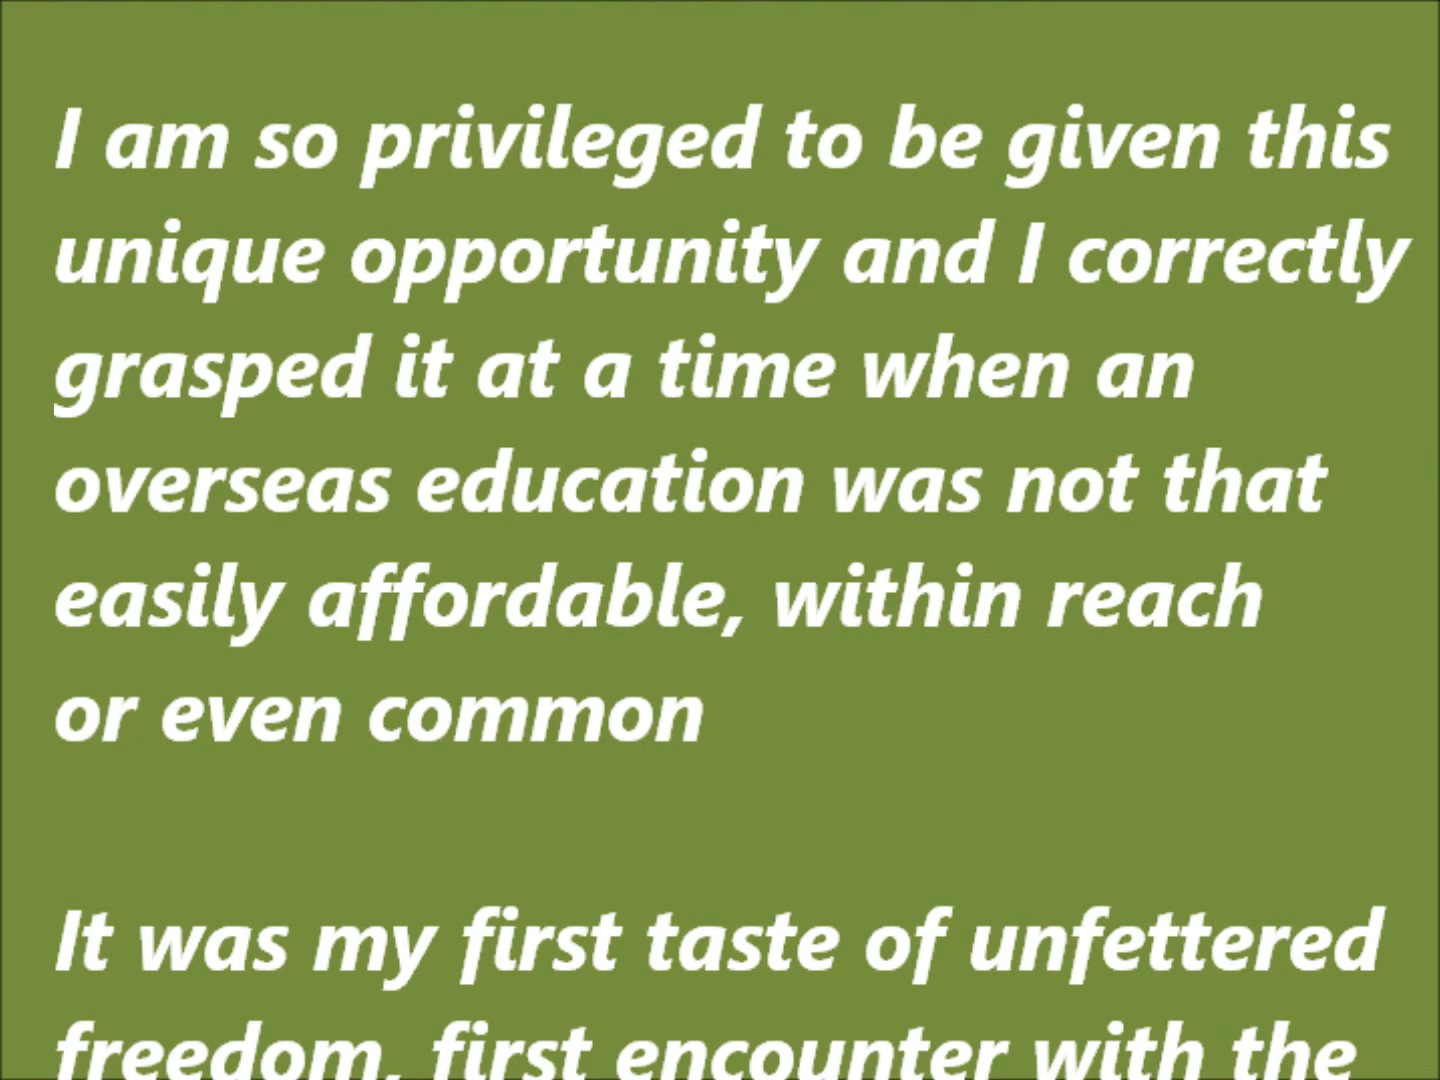 I am so privileged to be given this
unique opportunity and I correctly
grasped it at a time when an
overseas education was not that
easily affordable, within reach
or even common
It was my first taste of unfettered
freedom, first encounter with the